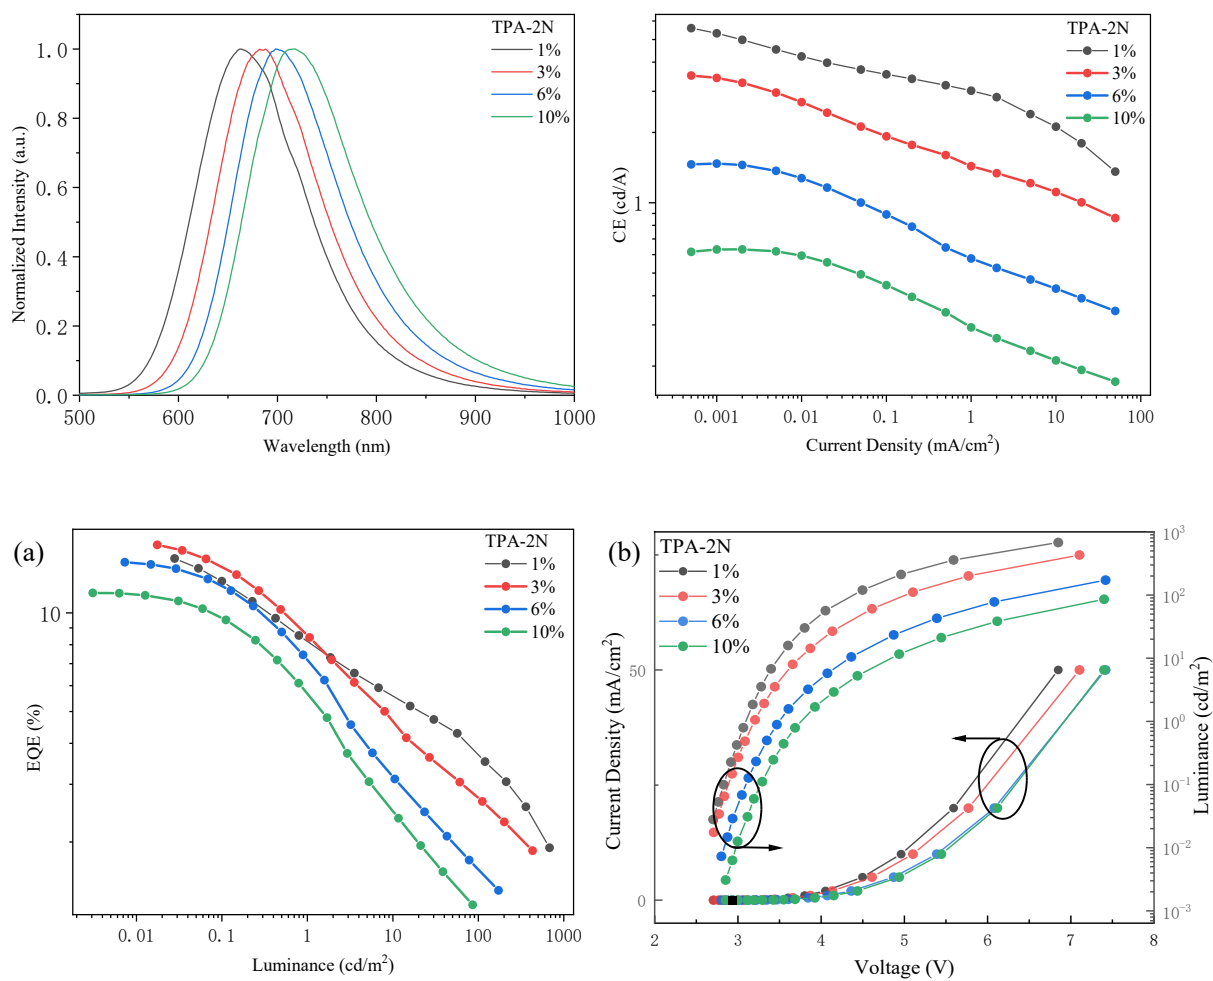 TPA-2N
1%
3%
6%
10%
1.0
0.8
0.6
0.4
0.2
0.0
Normalized Intensity (a.u.)
500 600 700 800 900 1000
Wavelength (nm)
TPA-2N
1%
3%
6%
10%
1
CE (cd/A)
0.001 0.01 0.1 1 10 100
Current Density (mA/cm²)
(a)
TPA-2N
1%
3%
6%
10%
10
EQE (%)
0.01 0.1 1 10 100 1000
Luminance (cd/m²)
(b)
TPA-2N
1%
3%
6%
10%
50
0
Current Density (mA/cm²)
10³
10²
10¹
10⁰
10⁻¹
10⁻²
10⁻³
Luminance (cd/m²)
2 3 4 5 6 7 8
Voltage (V)